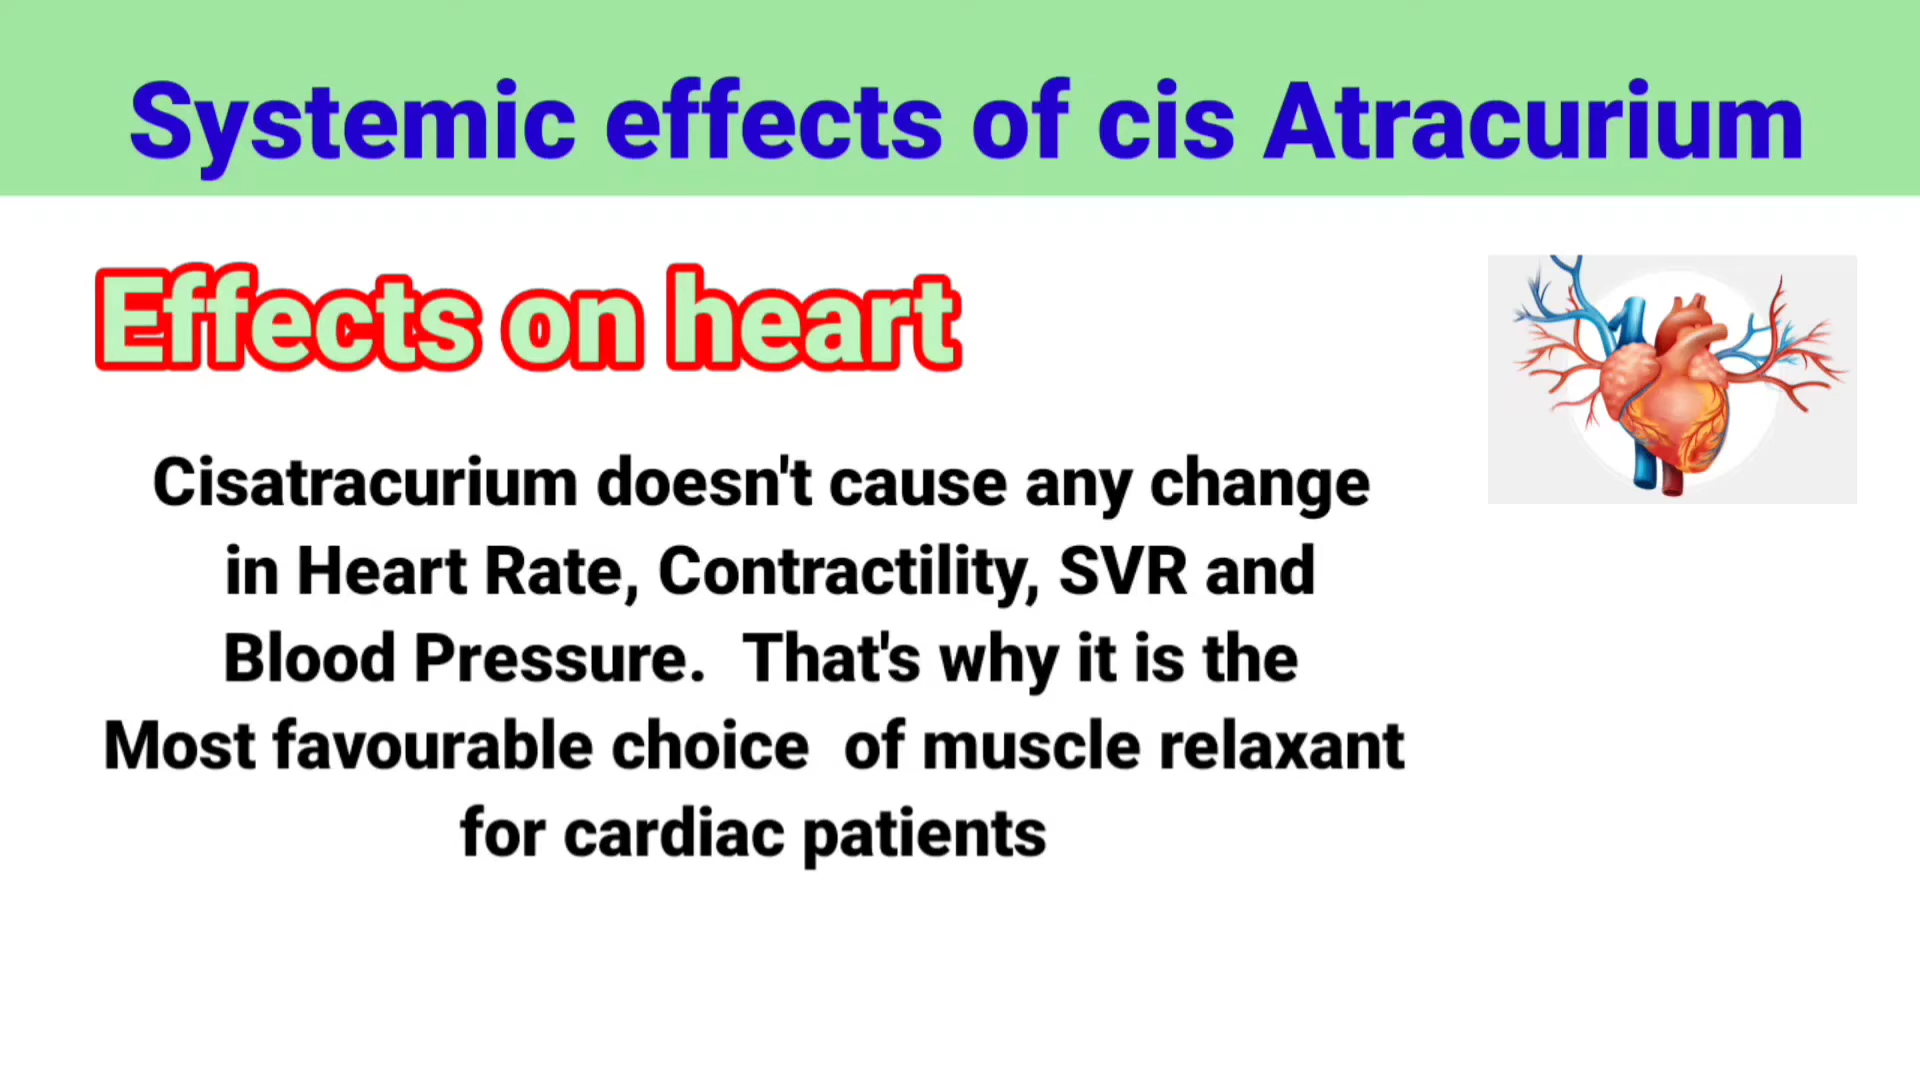 Systemic effects of cis Atracurium
Effects on heart
Cisatracurium doesn't cause any change
in Heart Rate, Contractility, SVR and
Blood Pressure.  That's why it is the
Most favourable choice  of muscle relaxant
for cardiac patients